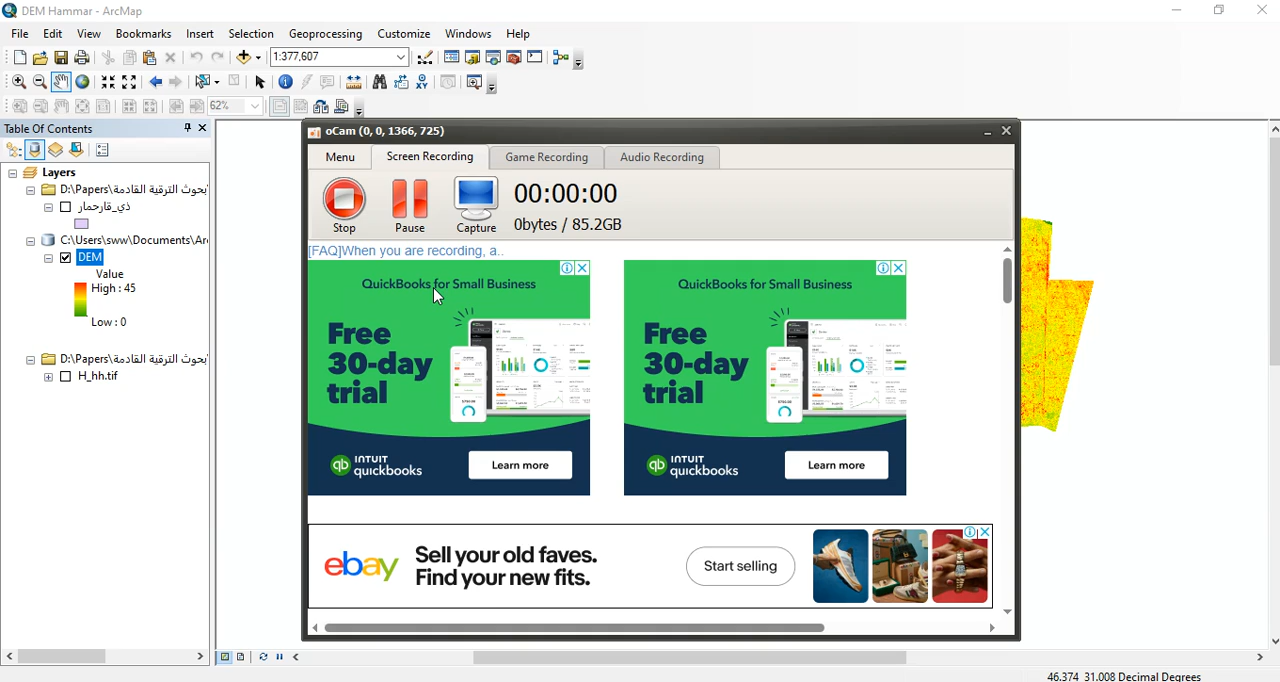 DEM Hammar - ArcMap
File Edit View Bookmarks Insert Selection Geoprocessing Customize Windows Help
1:377,607
62%
Table Of Contents
Layers
D:\Papers\بحوث الترقية القادمة
ذي_قارحمار
C:\Users\sww\Documents\Ar
DEM
Value
High : 45
Low : 0
D:\Papers\بحوث الترقية القادمة
H_hh.tif
oCam (0, 0, 1366, 725)
Menu Screen Recording Game Recording Audio Recording
00:00:00
0bytes / 85.2GB
Stop Pause Capture
[FAQ]When you are recording, a..
QuickBooks for Small Business
Free
30-day
trial
INTUIT
quickbooks
Learn more
QuickBooks for Small Business
Free
30-day
trial
INTUIT
quickbooks
Learn more
ebay
Sell your old faves.
Find your new fits.
Start selling
46.374 31.008 Decimal Degrees